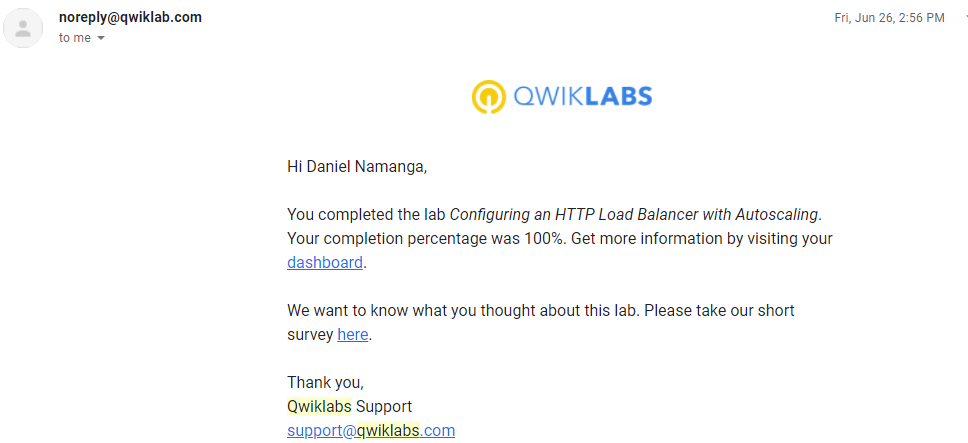 noreply@qwiklab.com
Fri, Jun 26, 2:56 PM
to me
QWIKLABS
Hi Daniel Namanga,
You completed the lab Configuring an HTTP Load Balancer with Autoscaling.
Your completion percentage was 100%. Get more information by visiting your
dashboard.
We want to know what you thought about this lab. Please take our short
survey here.
Thank you,
Qwiklabs Support
support@qwiklabs.com